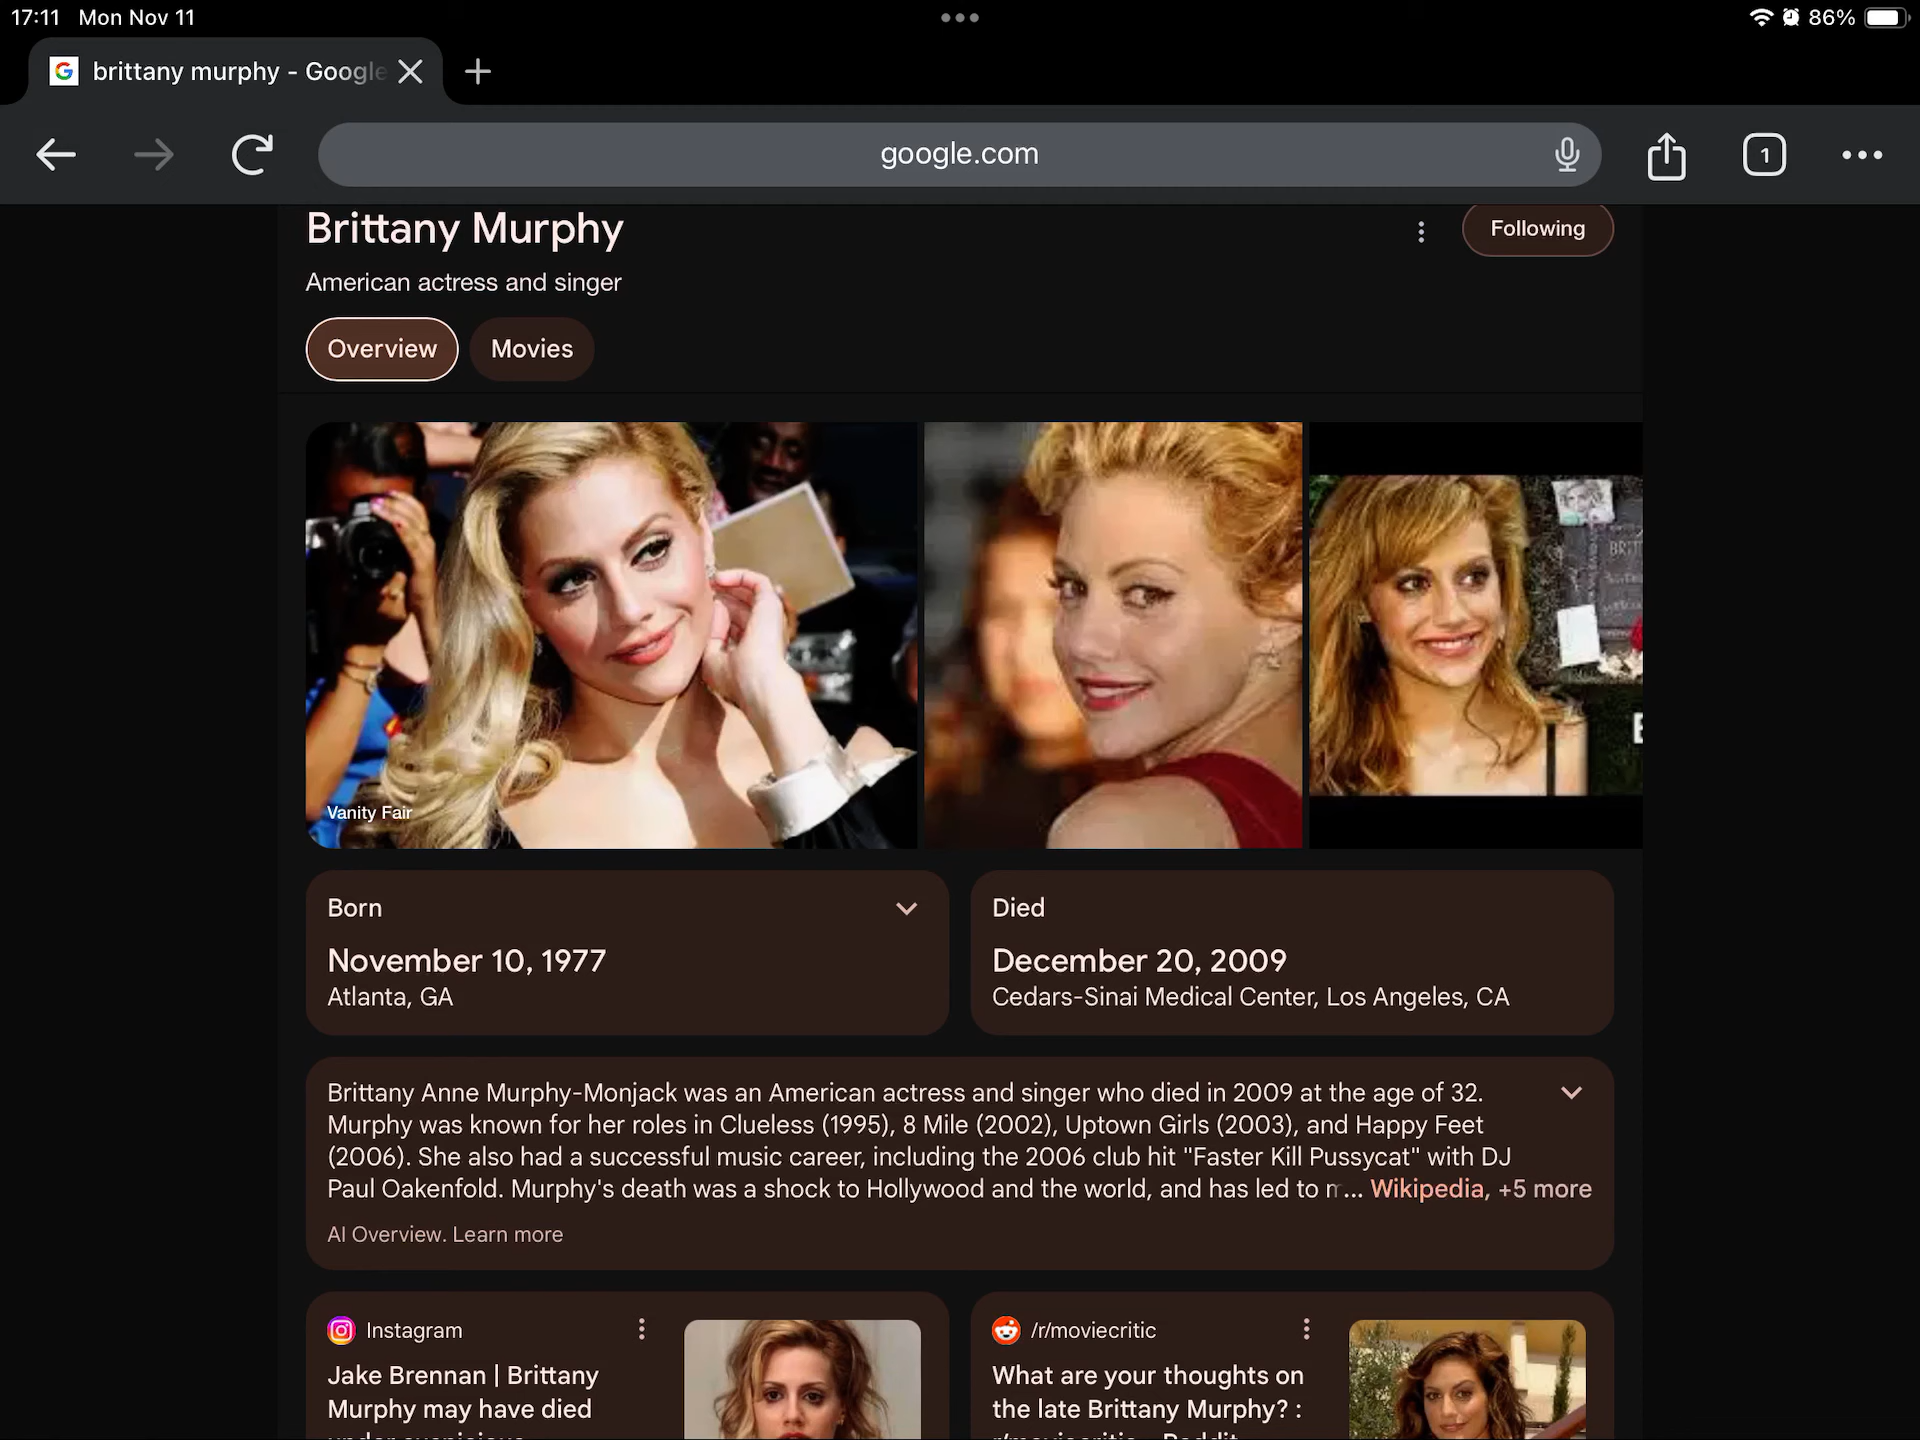 17:11 Mon Nov 11
86%
brittany murphy - Google
google.com
1
Brittany Murphy
Following
American actress and singer
Overview
Movies
Vanity Fair
BRIT
Born
November 10, 1977
Atlanta, GA
Died
December 20, 2009
Cedars-Sinai Medical Center, Los Angeles, CA
Brittany Anne Murphy-Monjack was an American actress and singer who died in 2009 at the age of 32.
Murphy was known for her roles in Clueless (1995), 8 Mile (2002), Uptown Girls (2003), and Happy Feet
(2006). She also had a successful music career, including the 2006 club hit "Faster Kill Pussycat" with DJ
Paul Oakenfold. Murphy's death was a shock to Hollywood and the world, and has led to m... Wikipedia, +5 more
AI Overview. Learn more
Instagram
Jake Brennan | Brittany
Murphy may have died
under suspicious
/r/moviecritic
What are your thoughts on
the late Brittany Murphy? :
r/moviecritic - Reddit